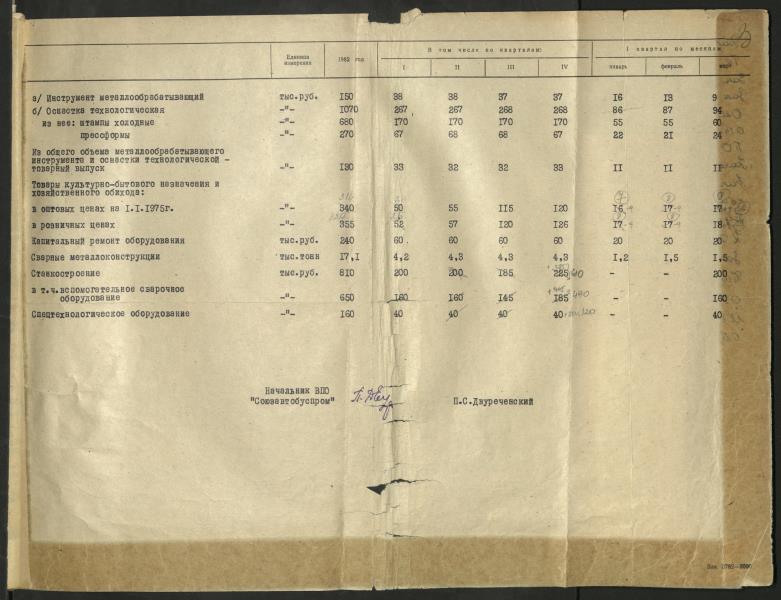 Единица измерения | 1982 год | В том числе по кварталам: | I квартал по месяцам
I | II | III | IV | январь | февраль | март
а/ Инструмент металлообрабатывающий тыс.руб. 150 38 38 37 37 16 13 9
б/ Оснастка технологическая -"- 1070 267 267 268 268 86 87 94
из нее: штампы холодные -"- 680 170 170 170 170 55 55 60
прессформы -"- 270 67 68 68 67 22 21 24
Из общего объема металлообрабатывающего
инструмента и оснастки технологической -
товарный выпуск -"- 130 33 32 32 33 II II II
Товары культурно-бытового назначения и
хозяйственного обихода:
в оптовых ценах на I.I.1975г. -"- 340 50 55 115 120 16 17 17
в розничных ценах -"- 355 52 57 120 126 17 17 18
Капитальный ремонт оборудования тыс.руб. 240 60 60 60 60 20 20 20
Сварные металлоконструкции тыс.тонн 17,1 4,2 4,3 4,3 4,3 1,2 1,5 1,5
Станкостроение тыс.руб. 810 200 200 185 225 - - 200
в т.ч.вспомогательное сварочное
оборудование -"- 650 160 160 145 185 - - 160
Спецтехнологическое оборудование -"- 160 40 40 40 40 - - 40
Начальник ВПО
"Союзавтобуспром" П.С.Двуреченский